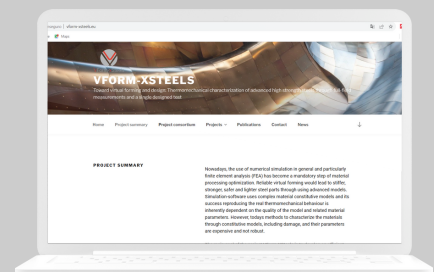 vform-xsteels.eu
Maps
VFORM-XSTEELS
Toward virtual forming and design: Thermomechanical characterization of advanced high strength steels through full-field
measurements and a single designed test
Home Project summary Project consortium Projects Publications Contact News
PROJECT SUMMARY
Nowadays, the use of numerical simulation in general and particularly
finite element analysis (FEA) has become a mandatory step of material
processing optimization. Reliable virtual forming would lead to stiffer,
stronger, safer and lighter steel parts through using advanced models.
Simulation-software uses complex material constitutive models and its
success reproducing the real thermomechanical behaviour is
inherently dependent on the quality of the model and related material
parameters. However, todays methods to characterize the materials
through constitutive models, including damage, and their parameters
are expensive and not robust.